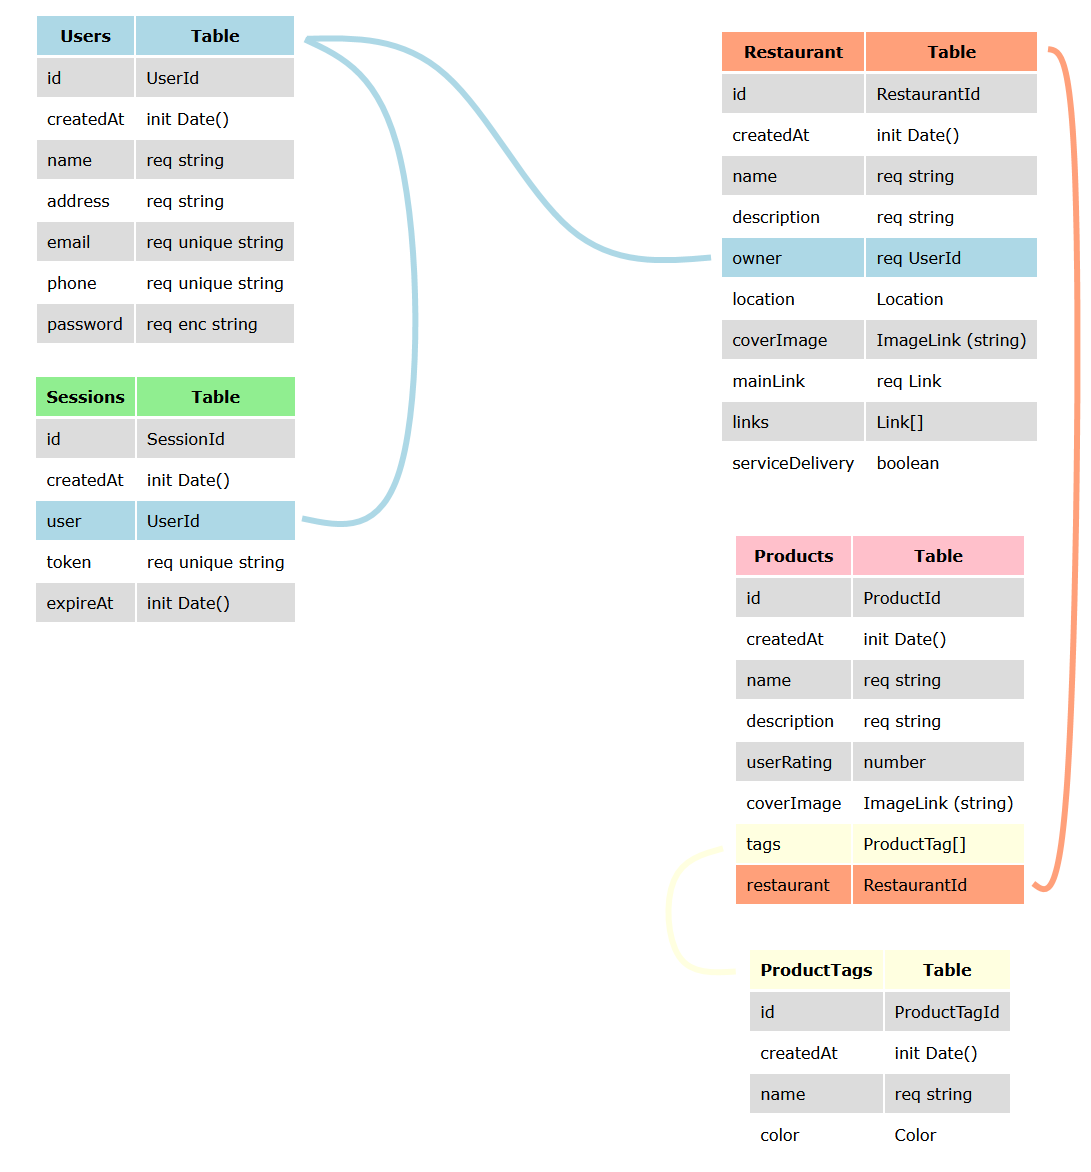 Users Table
id UserId
createdAt init Date()
name req string
address req string
email req unique string
phone req unique string
password req enc string
Sessions Table
id SessionId
createdAt init Date()
user UserId
token req unique string
expireAt init Date()
Restaurant Table
id RestaurantId
createdAt init Date()
name req string
description req string
owner req UserId
location Location
coverImage ImageLink (string)
mainLink req Link
links Link[]
serviceDelivery boolean
Products Table
id ProductId
createdAt init Date()
name req string
description req string
userRating number
coverImage ImageLink (string)
tags ProductTag[]
restaurant RestaurantId
ProductTags Table
id ProductTagId
createdAt init Date()
name req string
color Color